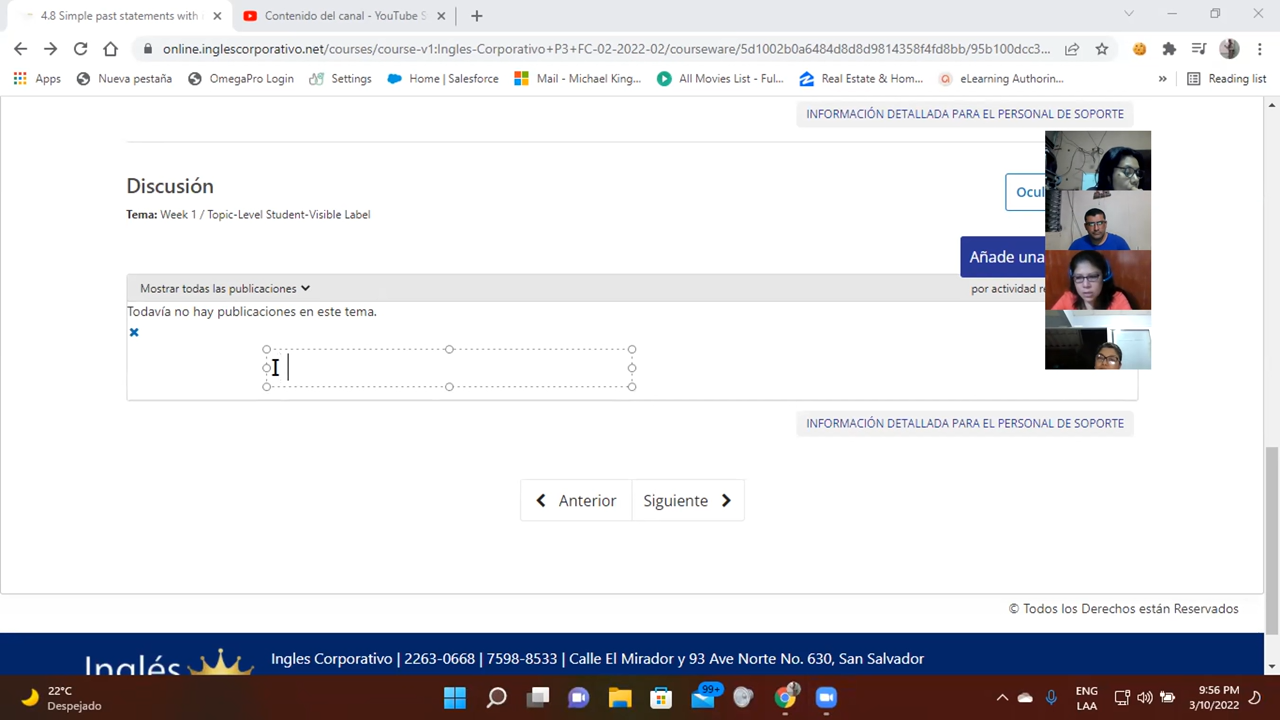 4.8 Simple past statements with
Contenido del canal - YouTube S
online.inglescorporativo.net/courses/course-v1:Ingles-Corporativo+P3+FC-02-2022-02/courseware/5d1002b0a6484d8d8d9814358f4fd8bb/95b100dcc3...
Apps
Nueva pestaña
OmegaPro Login
Settings
Home | Salesforce
Mail - Michael King...
All Movies List - Ful...
Real Estate & Hom...
eLearning Authorin...
»
Reading list
INFORMACIÓN DETALLADA PARA EL PERSONAL DE SOPORTE
Discusión
Ocul
Tema: Week 1 / Topic-Level Student-Visible Label
Añade una
Mostrar todas las publicaciones
por actividad re
Todavía no hay publicaciones en este tema.
INFORMACIÓN DETALLADA PARA EL PERSONAL DE SOPORTE
Anterior
Siguiente
© Todos los Derechos están Reservados
Inglés
Ingles Corporativo | 2263-0668 | 7598-8533 | Calle El Mirador y 93 Ave Norte No. 630, San Salvador
22°C
Despejado
99+
ENG
LAA
9:56 PM
3/10/2022